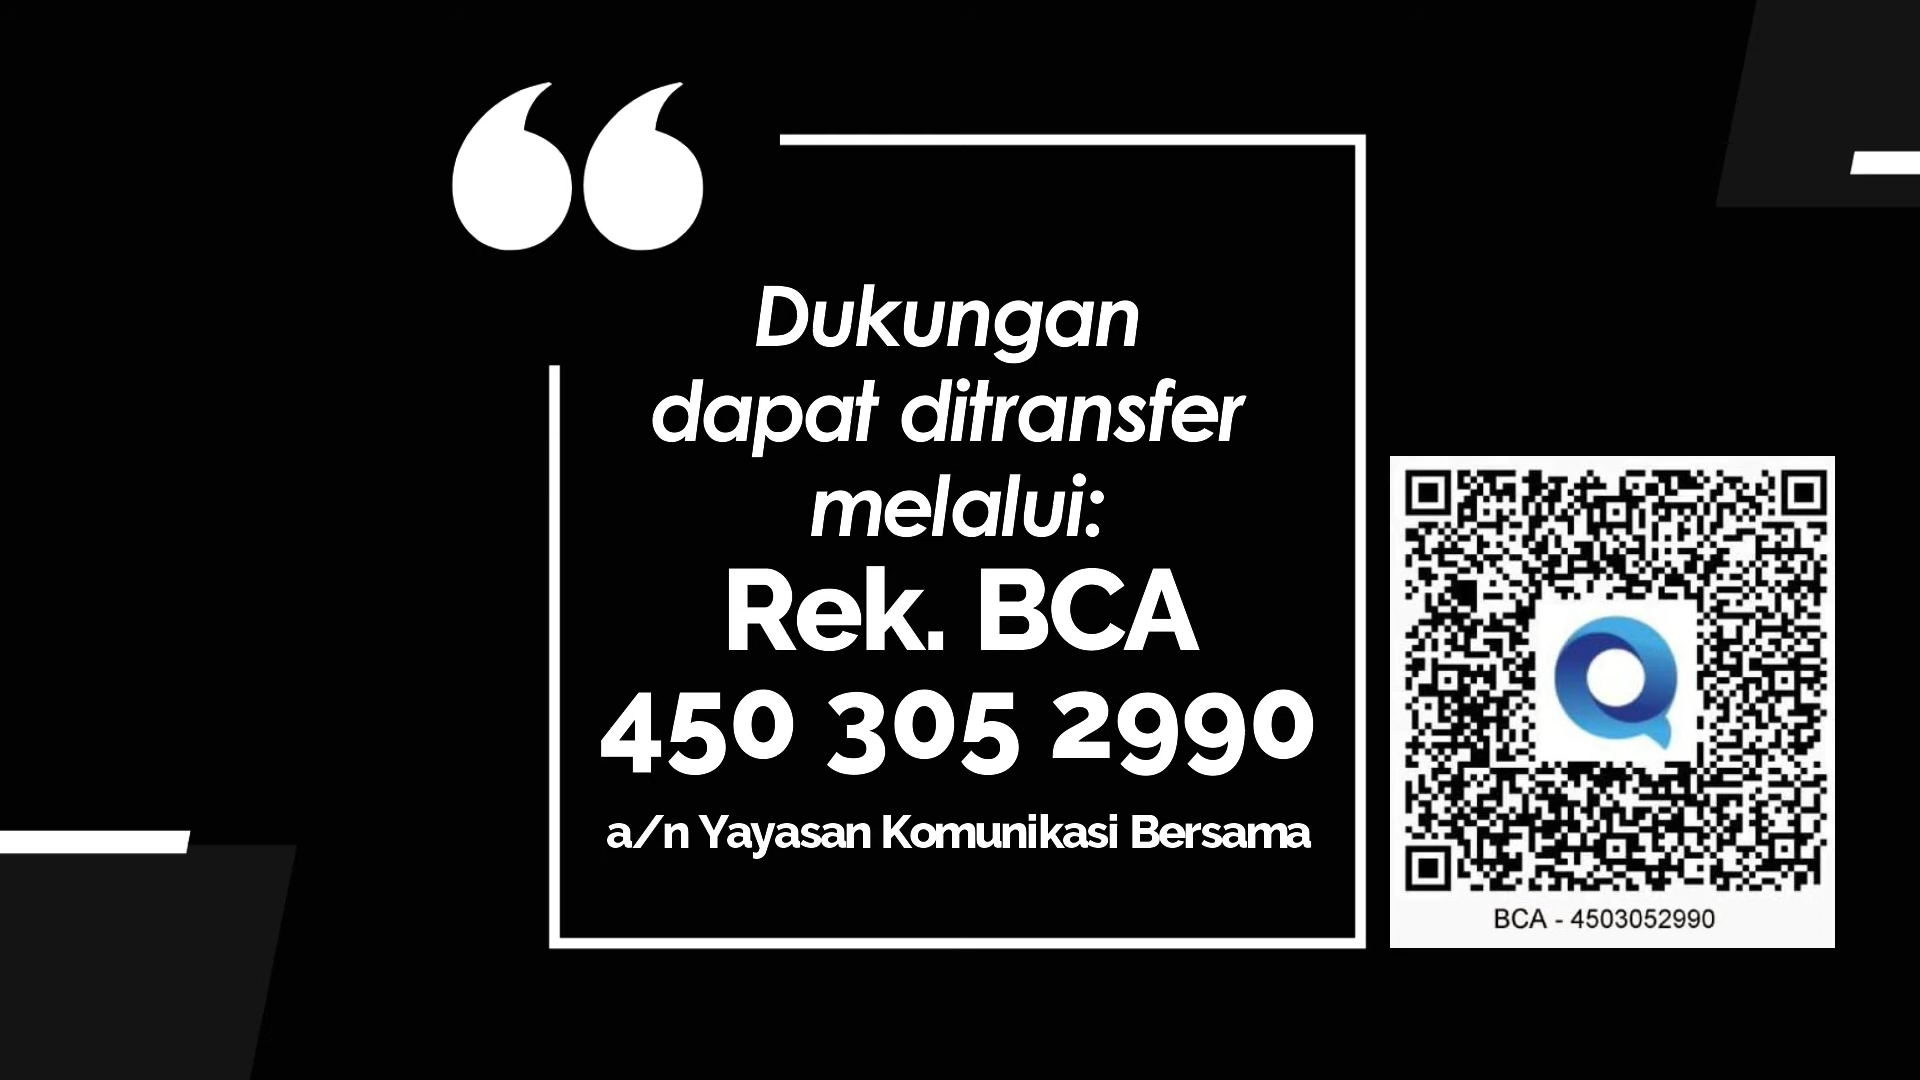 Dukungan
dapat ditransfer
melalui:
Rek. BCA
450 305 2990
a/n Yayasan Komunikasi Bersama
BCA - 4503052990